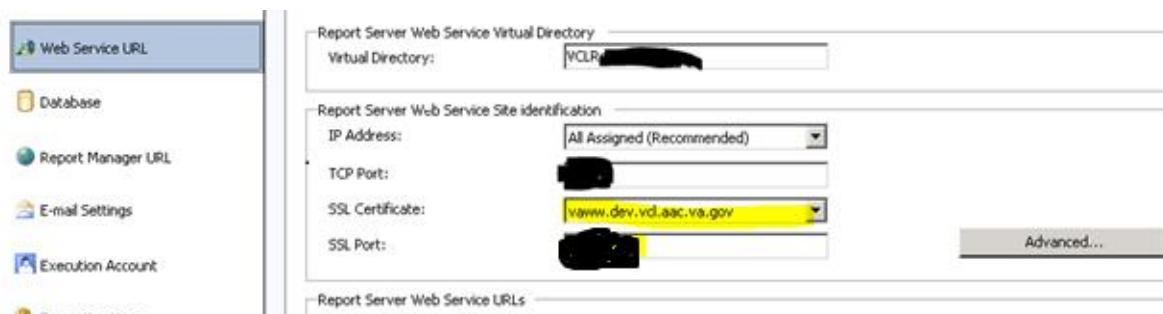 Web Service URL
Database
Report Manager URL
E-mail Settings
Execution Account
Report Server Web Service Virtual Directory
Virtual Directory:
Report Server Web Service Site identification
IP Address:
All Assigned (Recommended)
TCP Port:
SSL Certificate:
vaww.dev.vcl.aac.va.gov
SSL Port:
Advanced...
Report Server Web Service URLs